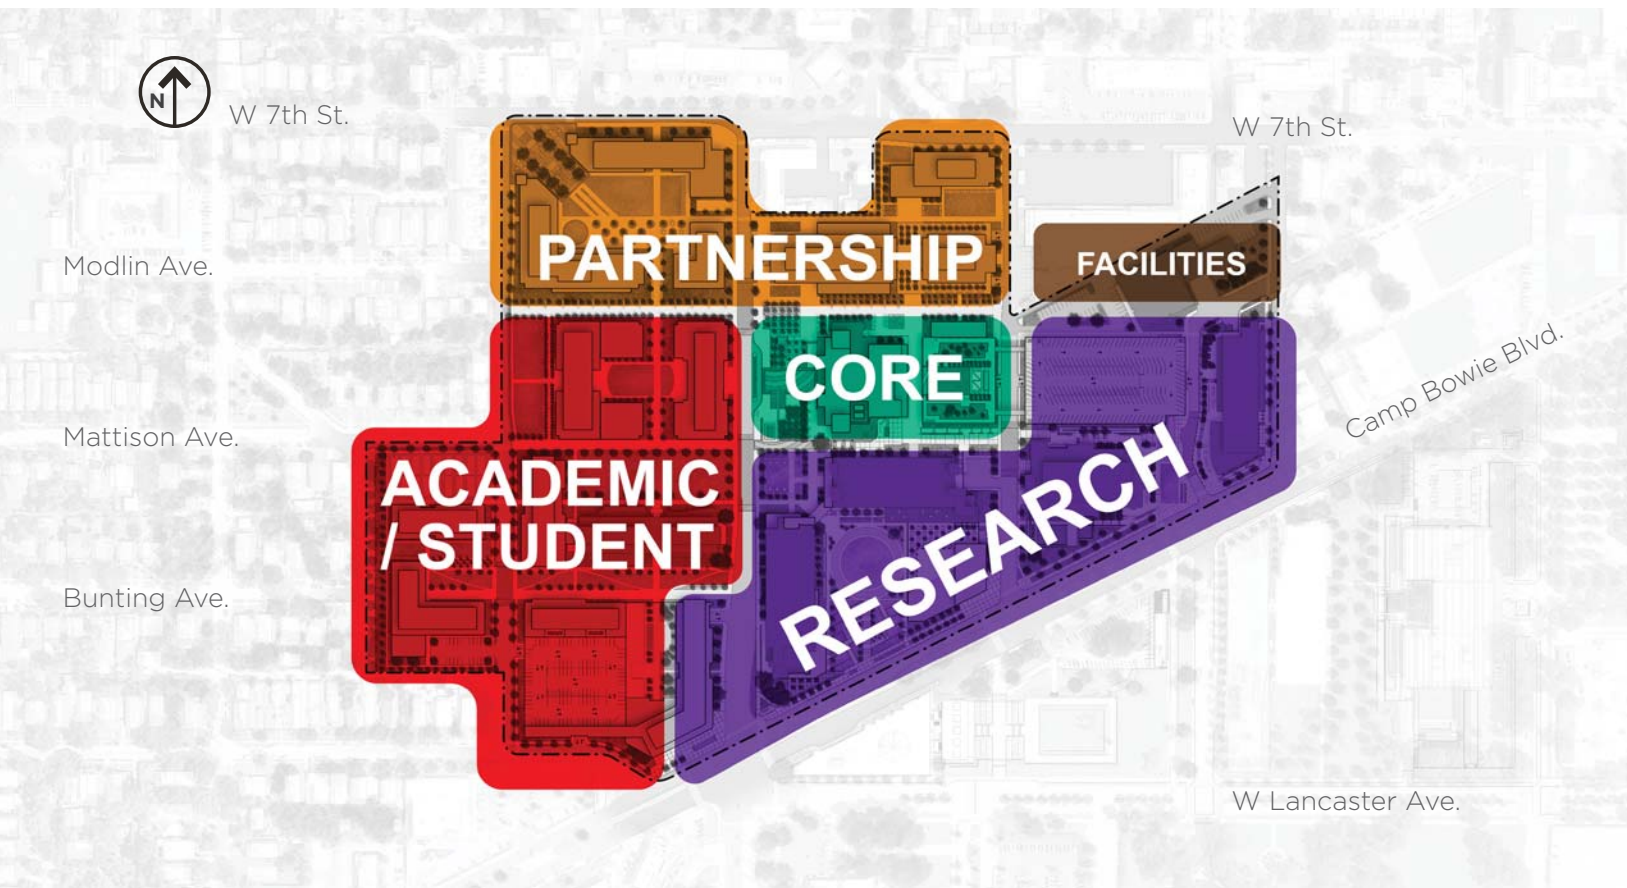 N
W 7th St.
W 7th St.
PARTNERSHIP
FACILITIES
Modlin Ave.
CORE
Camp Bowie Blvd.
Mattison Ave.
ACADEMIC
/ STUDENT
RESEARCH
Bunting Ave.
W Lancaster Ave.